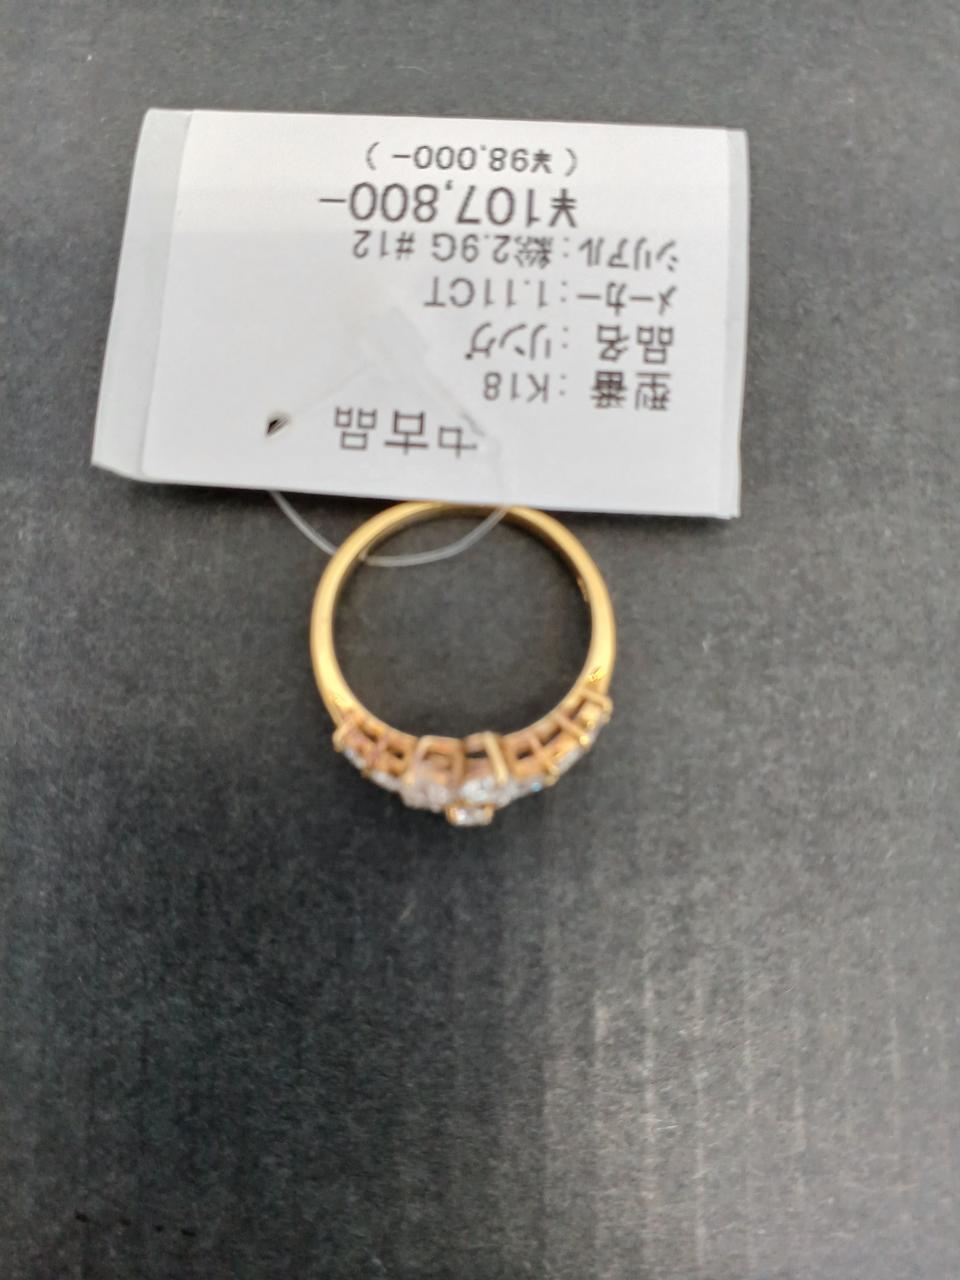 中古品
型番 : K18
品名 : リング
メーカー : 1.11CT
シリアル : 総2.9G #12
¥107,800-
( ¥98,000- )